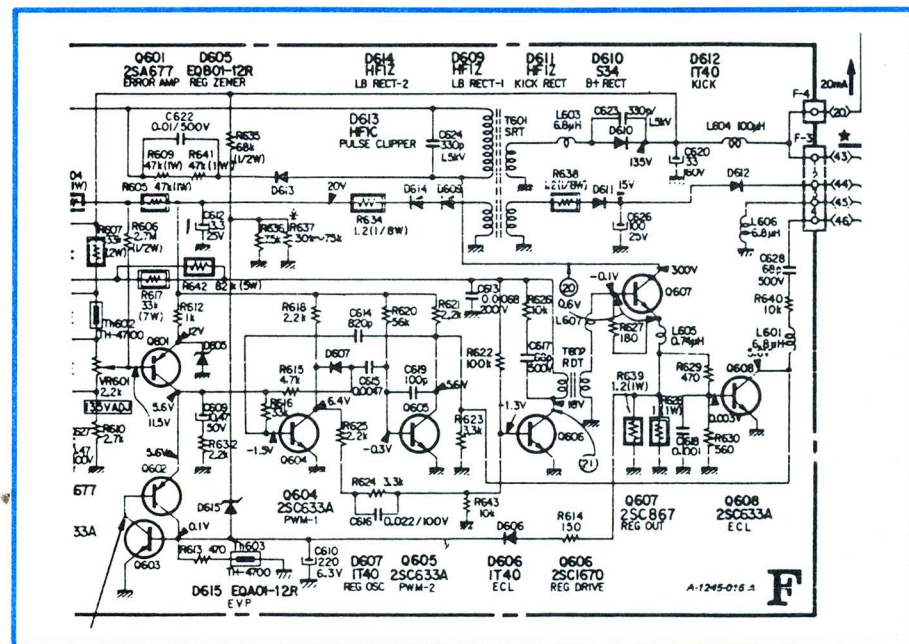 Q601 D605 D614 D609 D611 D610 D612
2SA677 EQB01-12R HF1Z HF1Z HF1Z S34 IT40
ERROR AMP REG ZEMER LB RECT-2 LB RECT-1 KICK RECT B+ RECT KICK
20mA
F-4
C622
0.01/500V
R635
68k
(1/2W)
D613
HF1C
PULSE CLIPPER
C624
330p
1.5kV
T601
SRT
L603
6.8μH
C623 330p/
1.5kV
D610
L604 100μH
(20)
F-3
R609 R641
47k(1W) 47k(1W)
135V
C620
33
160V
(43)
R605 47k(1W)
D613
20V
D614 D609
R638
1.2(1/8W)
D611
15V
D612
(44)
(45)
(46)
R607
33k
(2W)
R606
2.7M
(1/2W)
C612
3.3
25V
R636
75k
R637
30k~75k
R634
1.2(1/8W)
C626
100
25V
L606
6.8μH
C628
68p
500V
R617
33k
(7W)
R642 82k (5W)
20
-0.1V
300V
0.6V
Q607
R612
1k
R618
2.2k
C614
820p
R620
56k
R621
2.2k
C613
0.0068
200V
R626
10k
L607
R627
180
L605
0.74μH
R640
10k
Th602
TH-47100
12V
Q601
D605
D607
C615
0.0047
C619
100p
R622
100k
C617
68p
500V
T602
RDT
L601
6.8μH
5.6V
R615
4.7k
R629
470
Q608
VR601
2.2k
135V ADJ
5.6V
11.5V
C609
0.47
50V
R616
33k
6.4V
Q605
R623
3.3k
-1.3V
18V
R639
1.2(1W)
R628
1(1W)
0.003V
R610
2.7k
R632
2.2k
-1.5V
Q604
R625
2.2k
-0.3V
Q606
C618
0.001
R630
560
5.6V
Q602
R624 3.3k
21
D615
Q604
2SC633A
PWM-1
C616 0.022/100V
R643
10k
Q607
2SC867
REG OUT
Q608
2SC633A
ECL
677
33A
0.1V
Q603
R613 470
Th603
TH-4700
C610
220
6.3V
D606
R614
150
D607 Q605 D606 Q606
IT40 2SC633A IT40 2SC1670
REG OSC PWM-2 ECL REG DRIVE
D615 EQA01-12R
EVP
A-1245-016 A
F